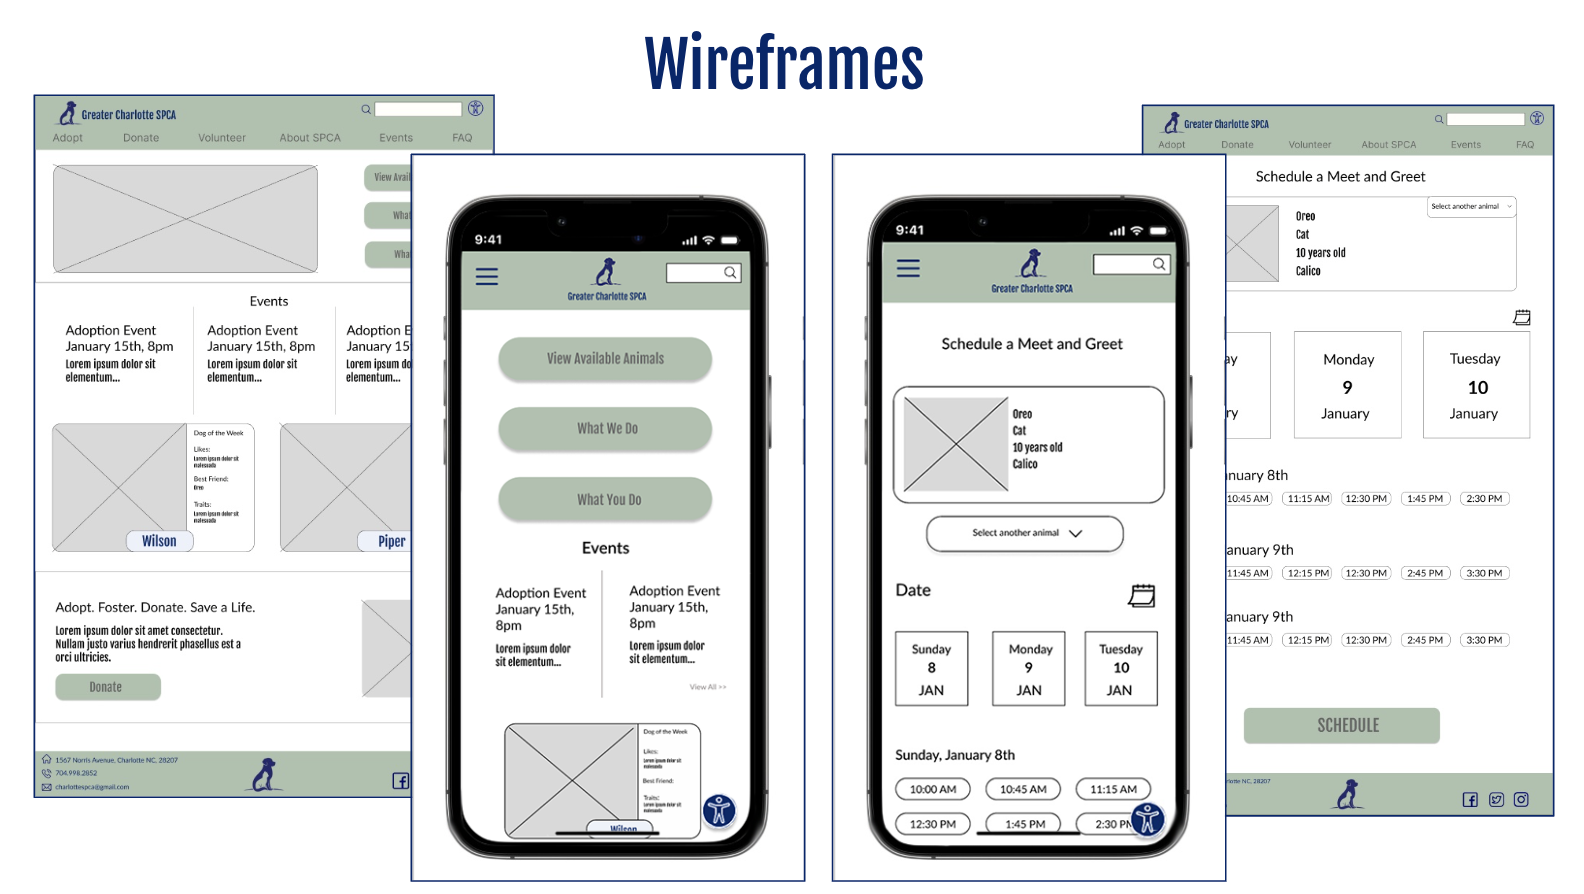 Wireframes
Greater Charlotte SPCA
Adopt Donate Volunteer About SPCA Events FAQ
View Avail
What
Wha
Events
Adoption Event
January 15th, 8pm
Lorem ipsum dolor sit
elementum...
Adoption Event
January 15th, 8pm
Lorem ipsum dolor sit
elementum...
Adoption E
January 15
Lorem ipsum do
elementum...
Dog of the Week
Likes:
Lorem ipsum dolor sit
malesuada
Best Friend:
Oreo
Traits:
Lorem ipsum dolor sit
malesuada
Wilson
Piper
Adopt. Foster. Donate. Save a Life.
Lorem ipsum dolor sit amet consectetur.
Nullam justo varius hendrerit phasellus est a
orci ultricies.
Donate
1567 Norris Avenue, Charlotte NC, 28207
704.998.2852
charlottespca@gmail.com
9:41
Greater Charlotte SPCA
View Available Animals
What We Do
What You Do
Events
Adoption Event
January 15th,
8pm
Lorem ipsum dolor
sit elementum...
Adoption Event
January 15th,
8pm
Lorem ipsum dolor
sit elementum...
View All >>
Dog of the Week
Likes:
Lorem ipsum dolor sit
malesuada
Best Friend:
Traits:
Lorem ipsum dolor sit
malesuada
Wilson
9:41
Greater Charlotte SPCA
Schedule a Meet and Greet
Oreo
Cat
10 years old
Calico
Select another animal
Date
Sunday
8
JAN
Monday
9
JAN
Tuesday
10
JAN
Sunday, January 8th
10:00 AM 10:45 AM 11:15 AM
12:30 PM 1:45 PM 2:30 PM
Greater Charlotte SPCA
Adopt Donate Volunteer About SPCA Events FAQ
Schedule a Meet and Greet
Select another animal
Oreo
Cat
10 years old
Calico
ay
ry
Monday
9
January
Tuesday
10
January
anuary 8th
10:45 AM 11:15 AM 12:30 PM 1:45 PM 2:30 PM
anuary 9th
11:45 AM 12:15 PM 12:30 PM 2:45 PM 3:30 PM
anuary 9th
11:45 AM 12:15 PM 12:30 PM 2:45 PM 3:30 PM
SCHEDULE
NC, 28207